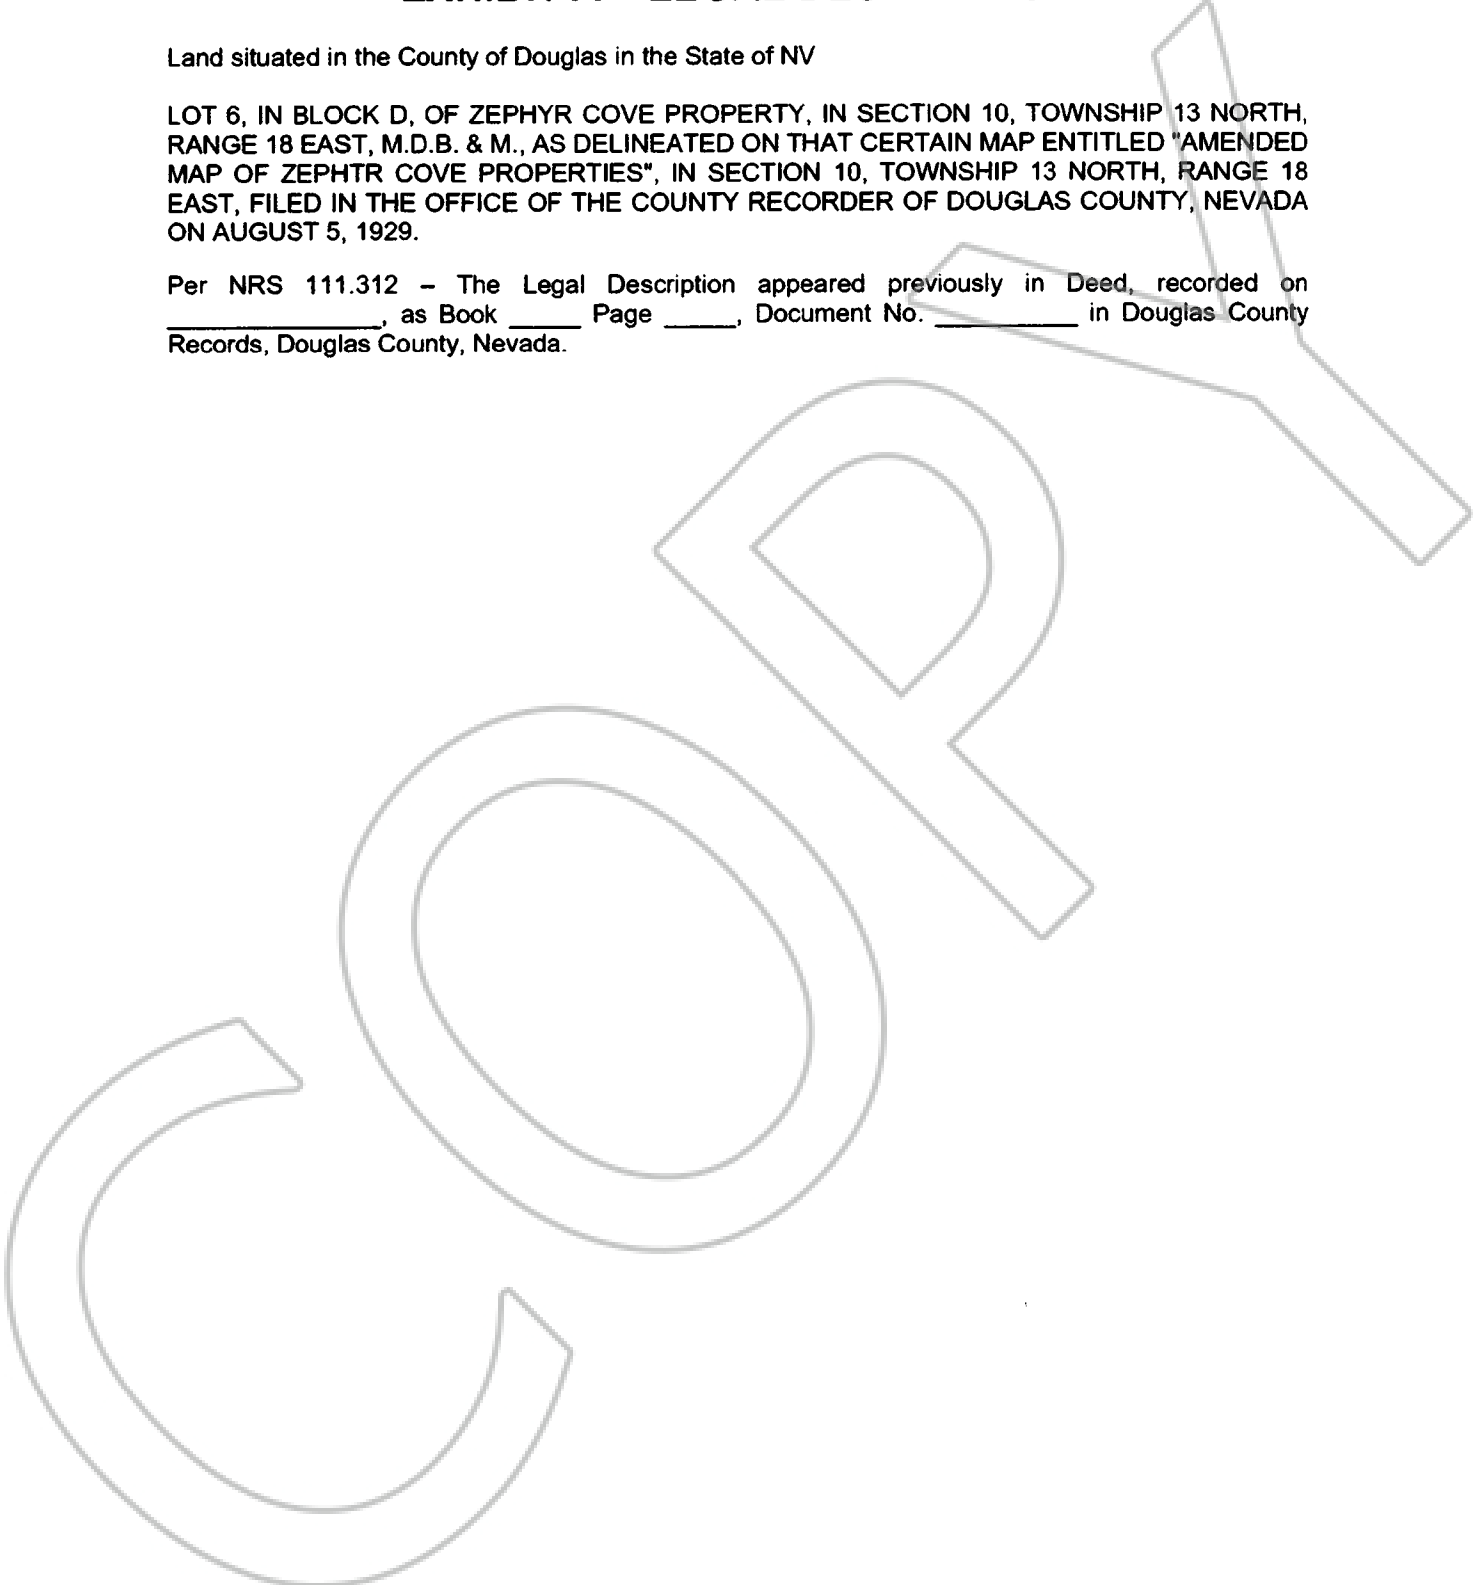 Land situated in the County of Douglas in the State of NV
LOT 6, IN BLOCK D, OF ZEPHYR COVE PROPERTY, IN SECTION 10, TOWNSHIP 13 NORTH,
RANGE 18 EAST, M.D.B. & M., AS DELINEATED ON THAT CERTAIN MAP ENTITLED "AMENDED
MAP OF ZEPHTR COVE PROPERTIES", IN SECTION 10, TOWNSHIP 13 NORTH, RANGE 18
EAST, FILED IN THE OFFICE OF THE COUNTY RECORDER OF DOUGLAS COUNTY, NEVADA
ON AUGUST 5, 1929.
Per NRS 111.312 – The Legal Description appeared previously in Deed, recorded on
_______________, as Book _____ Page _____, Document No. __________ in Douglas County
Records, Douglas County, Nevada.
COPY